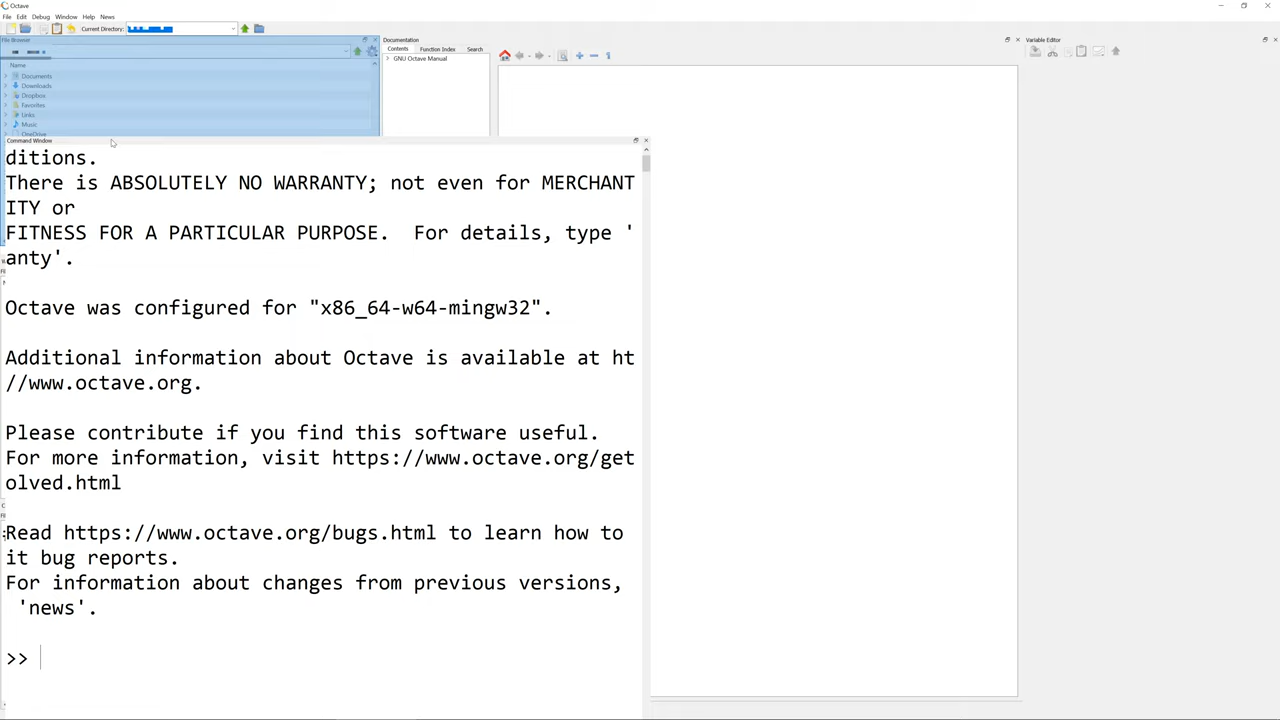 Octave
File Edit Debug Window Help News
Current Directory:
File Browser
Documentation
Variable Editor
Contents Function Index Search
GNU Octave Manual
Name
Documents
Downloads
Dropbox
Favorites
Links
Music
OneDrive
Command Window
ditions.
There is ABSOLUTELY NO WARRANTY; not even for MERCHANT
ITY or
FITNESS FOR A PARTICULAR PURPOSE.  For details, type '
anty'.
Octave was configured for "x86_64-w64-mingw32".
Additional information about Octave is available at ht
//www.octave.org.
Please contribute if you find this software useful.
For more information, visit https://www.octave.org/get
olved.html
Read https://www.octave.org/bugs.html to learn how to
it bug reports.
For information about changes from previous versions,
'news'.
>>